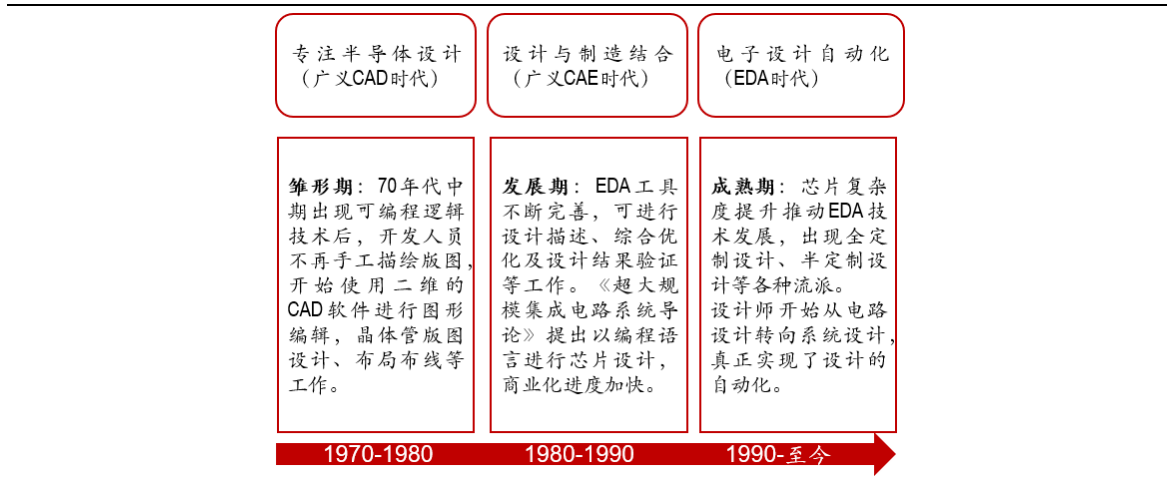 专注半导体设计
（广义CAD时代）
设计与制造结合
（广义CAE时代）
电子设计自动化
（EDA时代）
雏形期：70年代中
期出现可编程逻辑
技术后，开发人员
不再手工描绘版图，
开始使用二维的
CAD软件进行图形
编辑，晶体管版图
设计、布局布线等
工作。
发展期：EDA工具
不断完善，可进行
设计描述、综合优
化及设计结果验证
等工作。《超大规
模集成电路系统导
论》提出以编程语
言进行芯片设计，
商业化进度加快。
成熟期：芯片复杂
度提升推动EDA技
术发展，出现全定
制设计、半定制设
计等各种流派。
设计师开始从电路
设计转向系统设计，
真正实现了设计的
自动化。
1970-1980
1980-1990
1990-至今